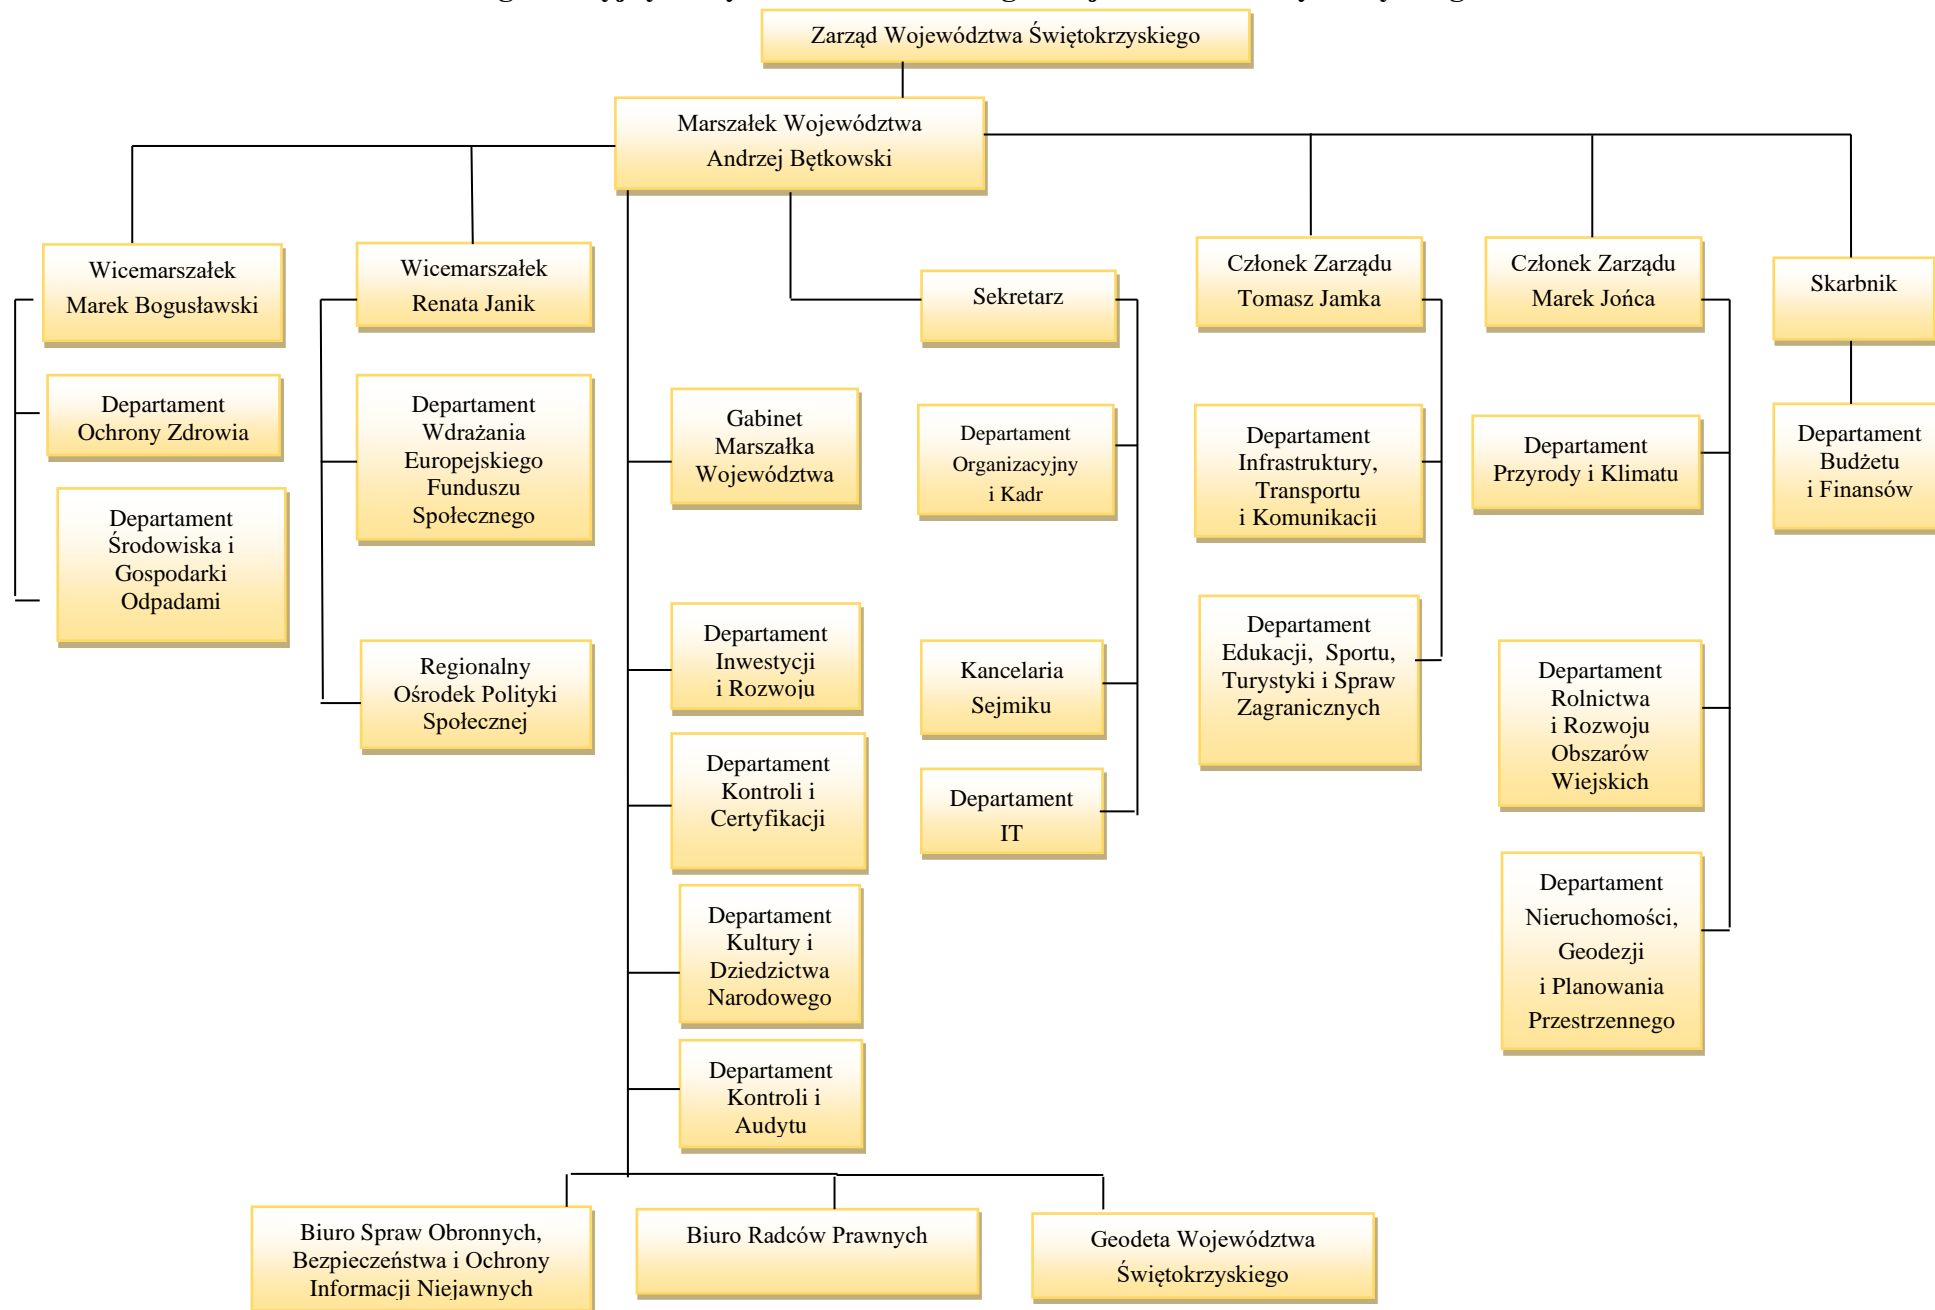 Zarząd Województwa Świętokrzyskiego
Marszałek Województwa
Andrzej Bętkowski
Wicemarszałek
Marek Bogusławski
Departament
Ochrony Zdrowia
Departament
Środowiska i
Gospodarki
Odpadami
Wicemarszałek
Renata Janik
Departament
Wdrażania
Europejskiego
Funduszu
Społecznego
Regionalny
Ośrodek Polityki
Społecznej
Gabinet
Marszałka
Województwa
Departament
Inwestycji
i Rozwoju
Departament
Kontroli i
Certyfikacji
Departament
Kultury i
Dziedzictwa
Narodowego
Departament
Kontroli i
Audytu
Sekretarz
Departament
Organizacyjny
i Kadr
Kancelaria
Sejmiku
Departament
IT
Członek Zarządu
Tomasz Jamka
Departament
Infrastruktury,
Transportu
i Komunikacji
Departament
Edukacji, Sportu,
Turystyki i Spraw
Zagranicznych
Członek Zarządu
Marek Jońca
Departament
Przyrody i Klimatu
Departament
Rolnictwa
i Rozwoju
Obszarów
Wiejskich
Departament
Nieruchomości,
Geodezji
i Planowania
Przestrzennego
Skarbnik
Departament
Budżetu
i Finansów
Biuro Spraw Obronnych,
Bezpieczeństwa i Ochrony
Informacji Niejawnych
Biuro Radców Prawnych
Geodeta Województwa
Świętokrzyskiego